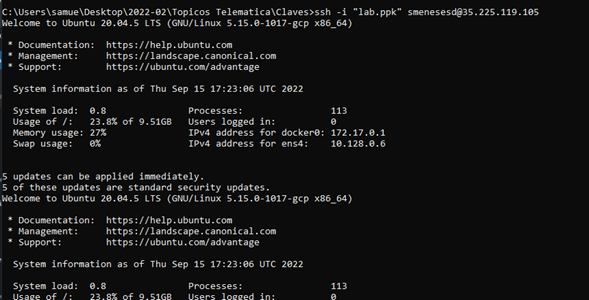 C:\Users\samue\Desktop\2022-02\Topicos Telematica\Claves>ssh -i "lab.ppk" smenesesd@35.225.119.105
Welcome to Ubuntu 20.04.5 LTS (GNU/Linux 5.15.0-1017-gcp x86_64)
* Documentation: https://help.ubuntu.com
* Management: https://landscape.canonical.com
* Support: https://ubuntu.com/advantage
System information as of Thu Sep 15 17:23:06 UTC 2022
System load: 0.8 Processes: 113
Usage of /: 23.8% of 9.51GB Users logged in: 0
Memory usage: 27% IPv4 address for docker0: 172.17.0.1
Swap usage: 0% IPv4 address for ens4: 10.128.0.6
5 updates can be applied immediately.
5 of these updates are standard security updates.
Welcome to Ubuntu 20.04.5 LTS (GNU/Linux 5.15.0-1017-gcp x86_64)
* Documentation: https://help.ubuntu.com
* Management: https://landscape.canonical.com
* Support: https://ubuntu.com/advantage
System information as of Thu Sep 15 17:23:06 UTC 2022
System load: 0.8 Processes: 113
Usage of /: 23.8% of 9.51GB Users logged in: 0